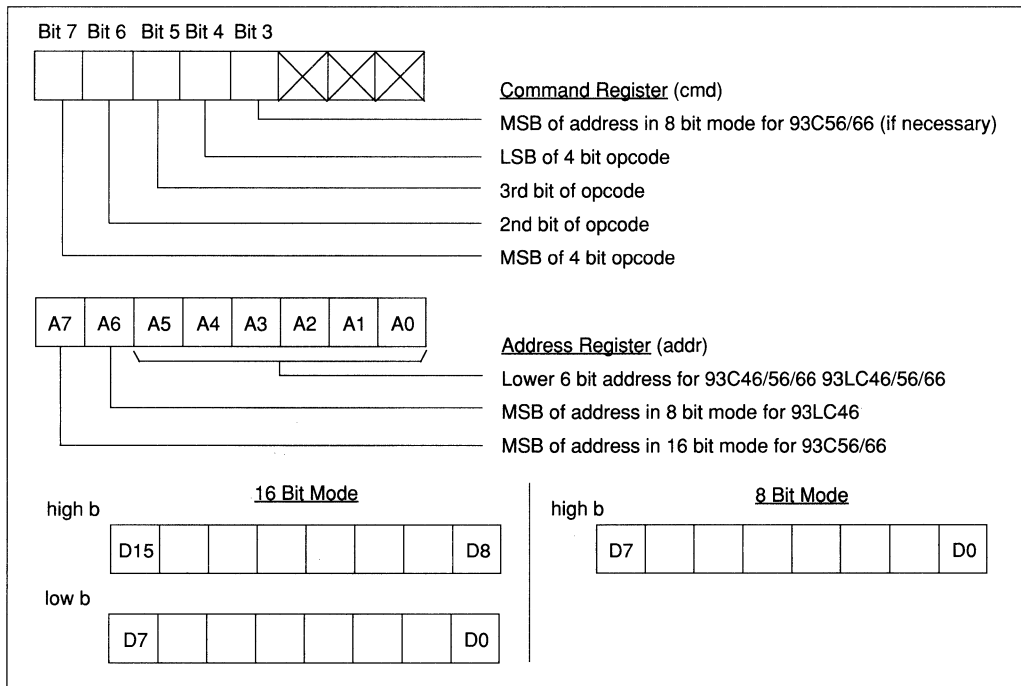 Bit 7 Bit 6 Bit 5 Bit 4 Bit 3
Command Register (cmd)
MSB of address in 8 bit mode for 93C56/66 (if necessary)
LSB of 4 bit opcode
3rd bit of opcode
2nd bit of opcode
MSB of 4 bit opcode
A7 A6 A5 A4 A3 A2 A1 A0
Address Register (addr)
Lower 6 bit address for 93C46/56/66 93LC46/56/66
MSB of address in 8 bit mode for 93LC46
MSB of address in 16 bit mode for 93C56/66
16 Bit Mode
high b
D15 D8
low b
D7 D0
8 Bit Mode
high b
D7 D0